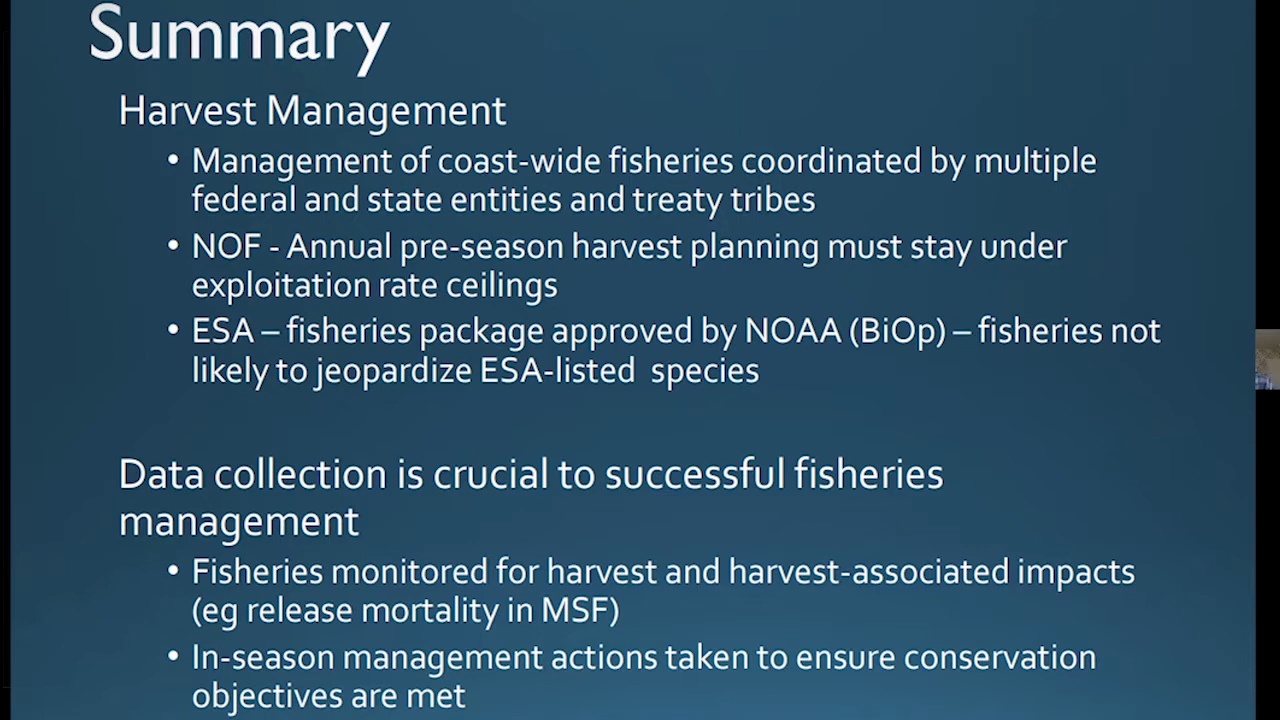 Summary
Harvest Management
• Management of coast-wide fisheries coordinated by multiple
federal and state entities and treaty tribes
• NOF - Annual pre-season harvest planning must stay under
exploitation rate ceilings
• ESA – fisheries package approved by NOAA (BiOp) – fisheries not
likely to jeopardize ESA-listed  species
Data collection is crucial to successful fisheries
management
• Fisheries monitored for harvest and harvest-associated impacts
(eg release mortality in MSF)
• In-season management actions taken to ensure conservation
objectives are met